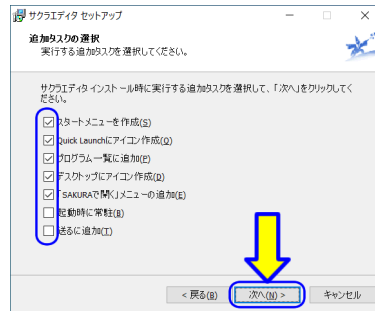 サクラエディタ セットアップ
追加タスクの選択
実行する追加タスクを選択してください。
サクラエディタ インストール時に実行する追加タスクを選択して、「次へ」をクリックしてください。
スタートメニューを作成(S)
Quick Launchにアイコン作成(Q)
プログラム一覧に追加(P)
デスクトップにアイコン作成(D)
「SAKURAで開く」メニューの追加(E)
起動時に常駐(B)
送るに追加(T)
< 戻る(B)
次へ(N) >
キャンセル